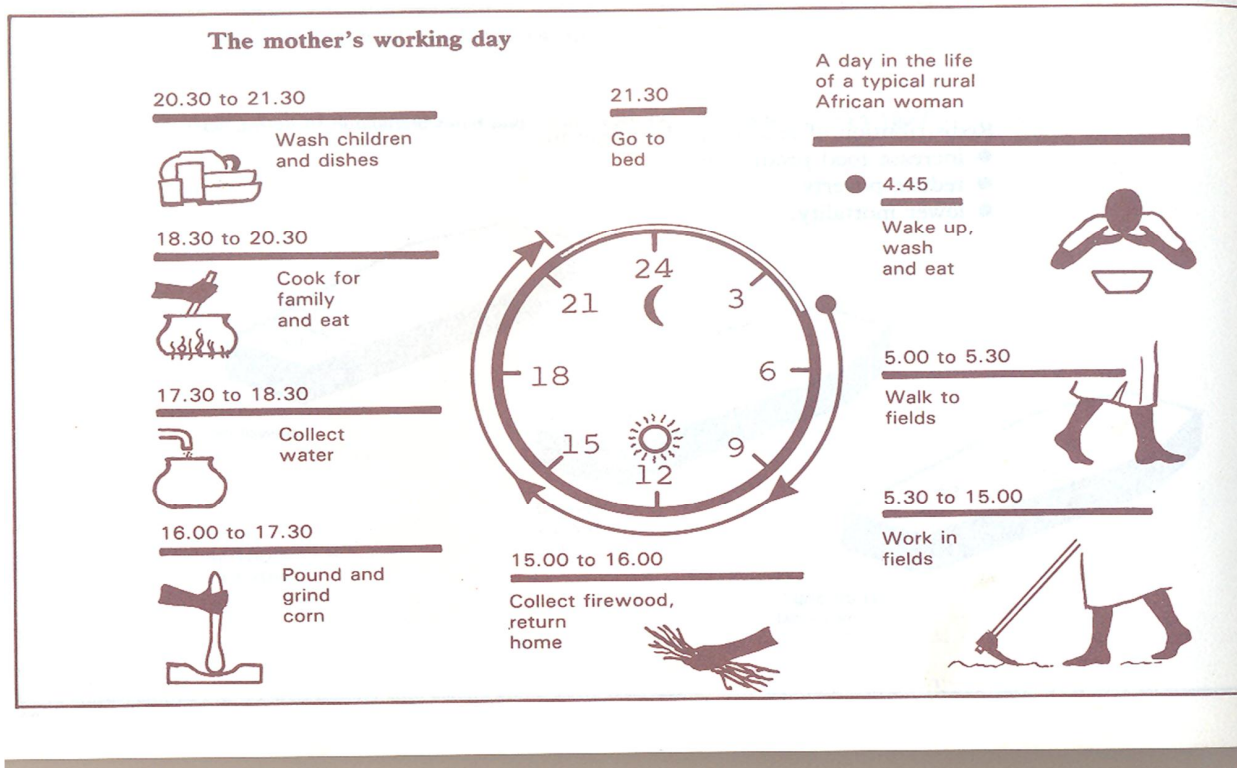 The mother's working day
A day in the life
of a typical rural
African woman
4.45
Wake up,
wash
and eat
5.00 to 5.30
Walk to
fields
5.30 to 15.00
Work in
fields
15.00 to 16.00
Collect firewood,
return
home
16.00 to 17.30
Pound and
grind
corn
17.30 to 18.30
Collect
water
18.30 to 20.30
Cook for
family
and eat
20.30 to 21.30
Wash children
and dishes
21.30
Go to
bed
24
3
6
9
12
15
18
21